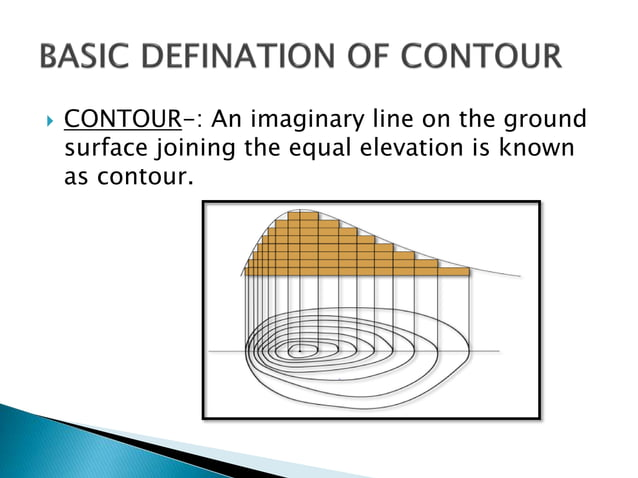 BASIC DEFINATION OF CONTOUR
CONTOUR-: An imaginary line on the ground
surface joining the equal elevation is known
as contour.